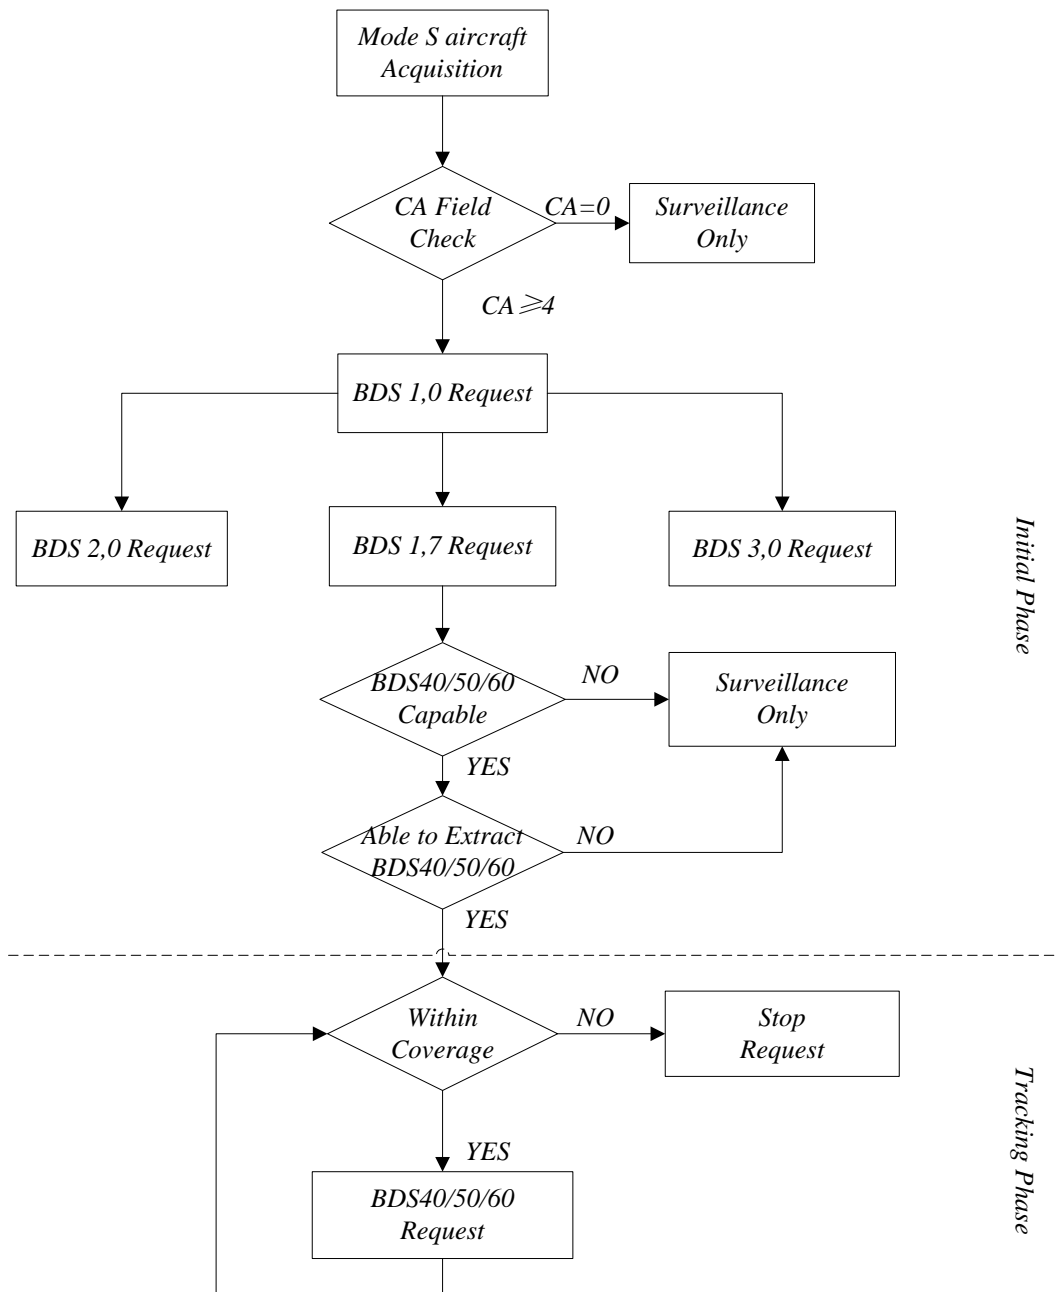 Mode S aircraft
Acquisition
CA Field
Check
CA=0
Surveillance
Only
CA⩾4
BDS 1,0 Request
BDS 2,0 Request
BDS 1,7 Request
BDS 3,0 Request
Initial Phase
BDS40/50/60
Capable
NO
Surveillance
Only
YES
Able to Extract
BDS40/50/60
NO
YES
Within
Coverage
NO
Stop
Request
Tracking Phase
YES
BDS40/50/60
Request